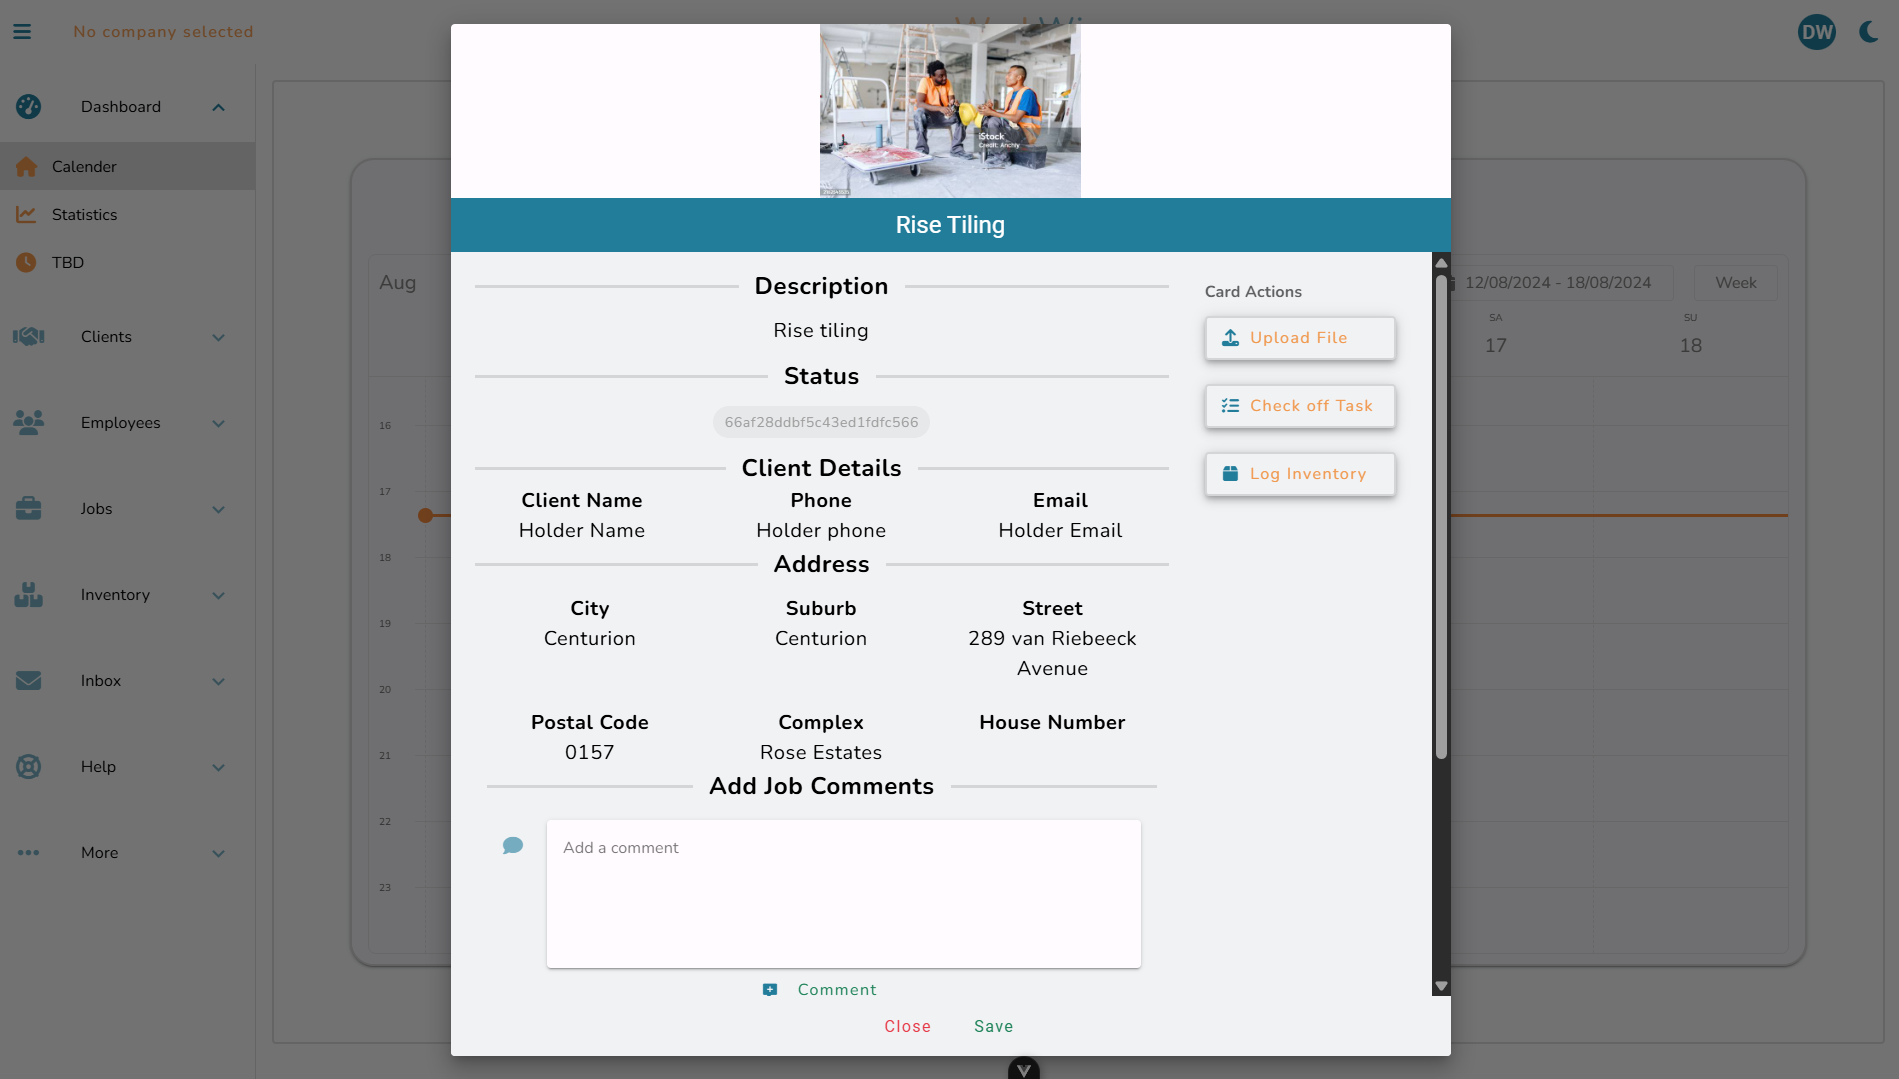 No company selected
DW
Dashboard
Calender
Statistics
TBD
Clients
Employees
Jobs
Inventory
Inbox
Help
More
Aug
12/08/2024 - 18/08/2024
Week
SA
SU
17
18
16
17
18
19
20
21
22
23
iStock
Credit: Anchiy
Rise Tiling
Description
Rise tiling
Status
66af28ddbf5c43ed1fdfc566
Client Details
Client Name
Phone
Email
Holder Name
Holder phone
Holder Email
Address
City
Suburb
Street
Centurion
Centurion
289 van Riebeeck
Avenue
Postal Code
Complex
House Number
0157
Rose Estates
Add Job Comments
Add a comment
Comment
Card Actions
Upload File
Check off Task
Log Inventory
Close
Save